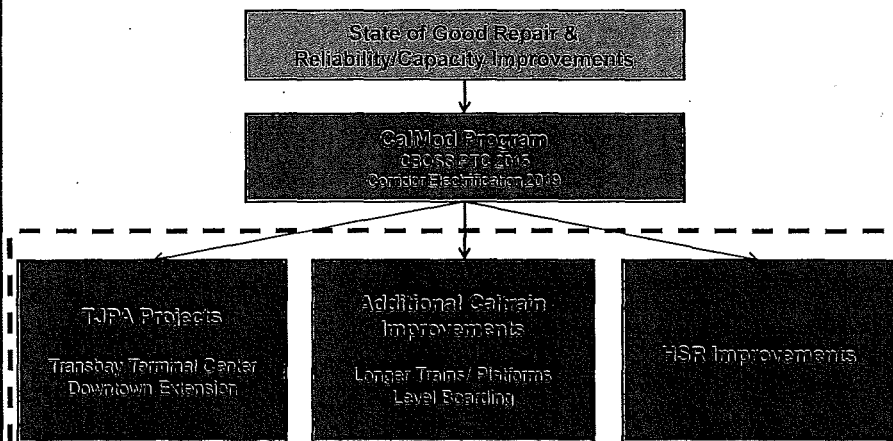 State of Good Repair &
Reliability/Capacity Improvements
CalMod Program
CBOSS PTC 2015
Corridor Electrification 2019
TJPA Projects
Transbay Terminal Center
Downtown Extension
Additional Caltrain
Improvements
Longer Trains/ Platforms
Level Boarding
HSR Improvements